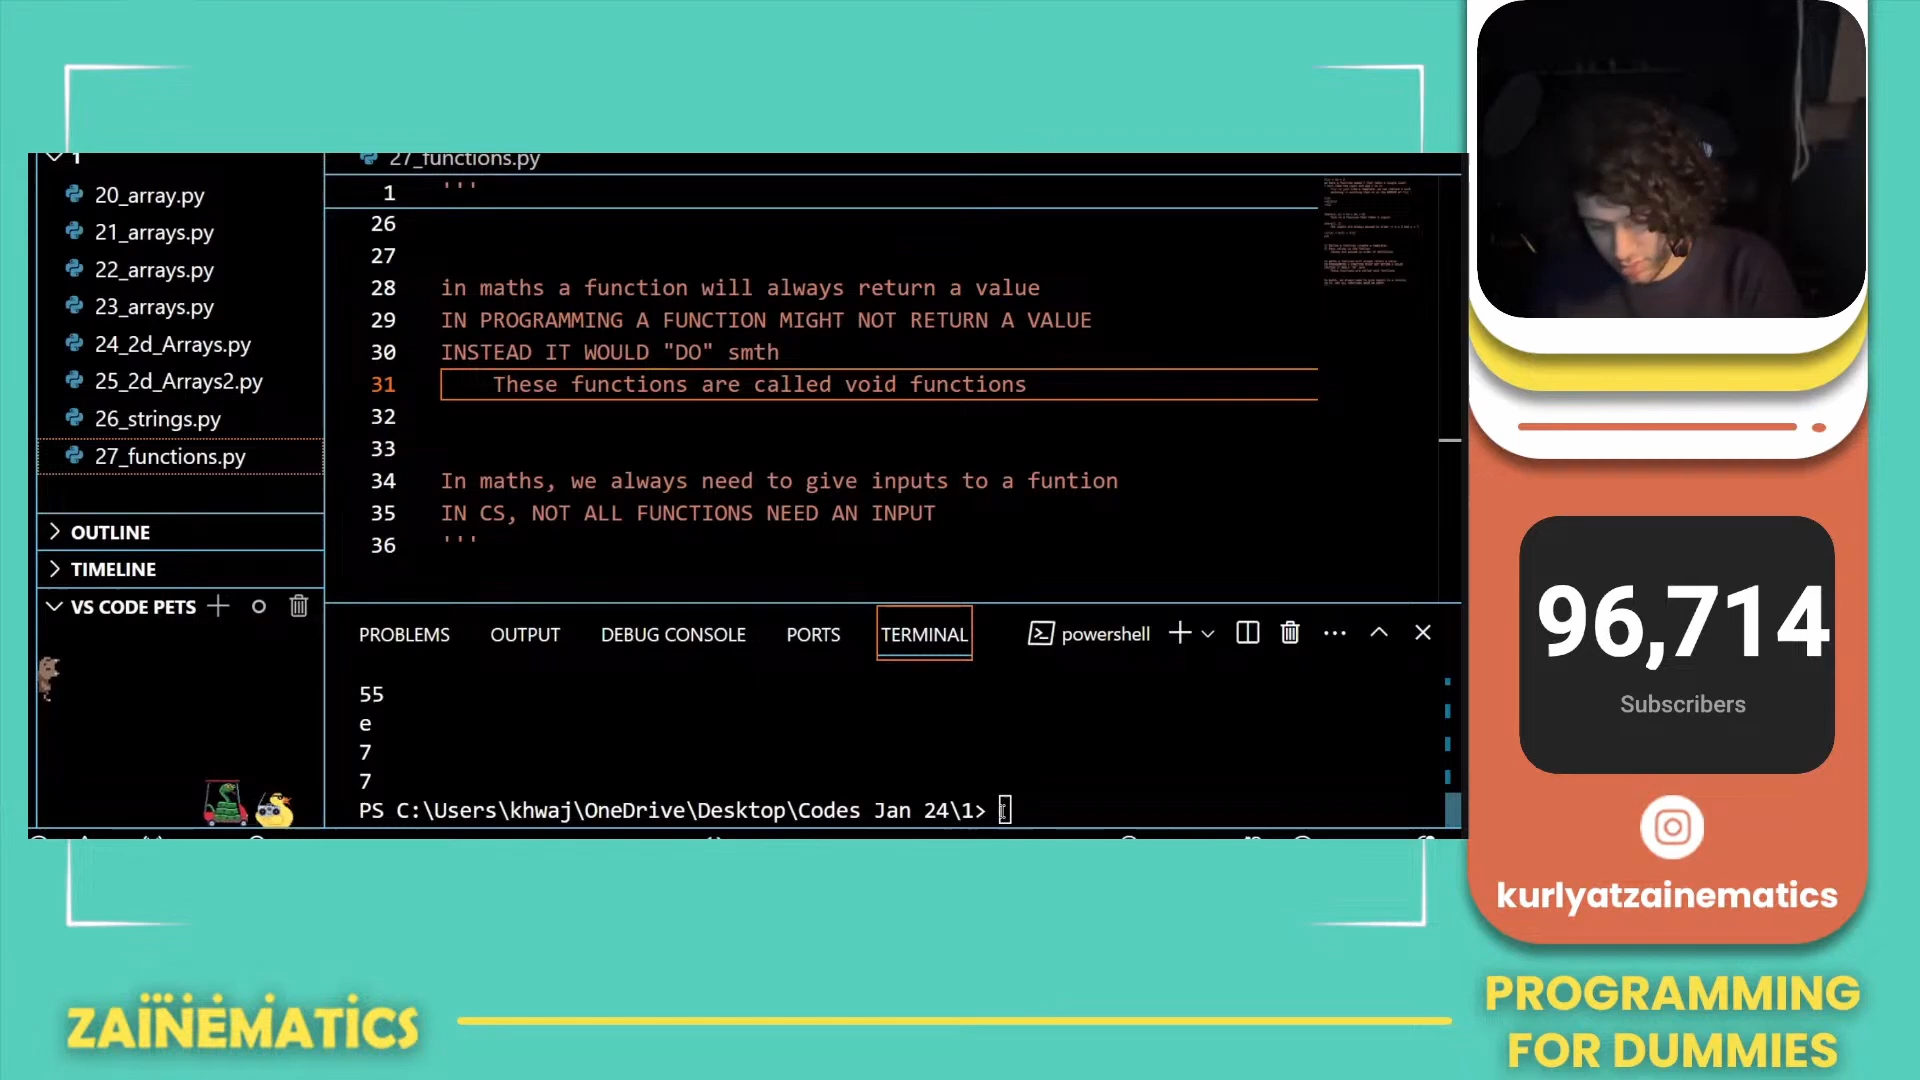 1
27_functions.py
20_array.py
21_arrays.py
22_arrays.py
23_arrays.py
24_2d_Arrays.py
25_2d_Arrays2.py
26_strings.py
27_functions.py
OUTLINE
TIMELINE
VS CODE PETS
1 '''
26
27
28 in maths a function will always return a value
29 IN PROGRAMMING A FUNCTION MIGHT NOT RETURN A VALUE
30 INSTEAD IT WOULD "DO" smth
31 These functions are called void functions
32
33
34 In maths, we always need to give inputs to a funtion
35 IN CS, NOT ALL FUNCTIONS NEED AN INPUT
36 '''
PROBLEMS OUTPUT DEBUG CONSOLE PORTS TERMINAL powershell
55
e
7
7
PS C:\Users\khwaj\OneDrive\Desktop\Codes Jan 24\1>
96,714
Subscribers
kurlyatzainematics
ZAINEMATICS
PROGRAMMING
FOR DUMMIES